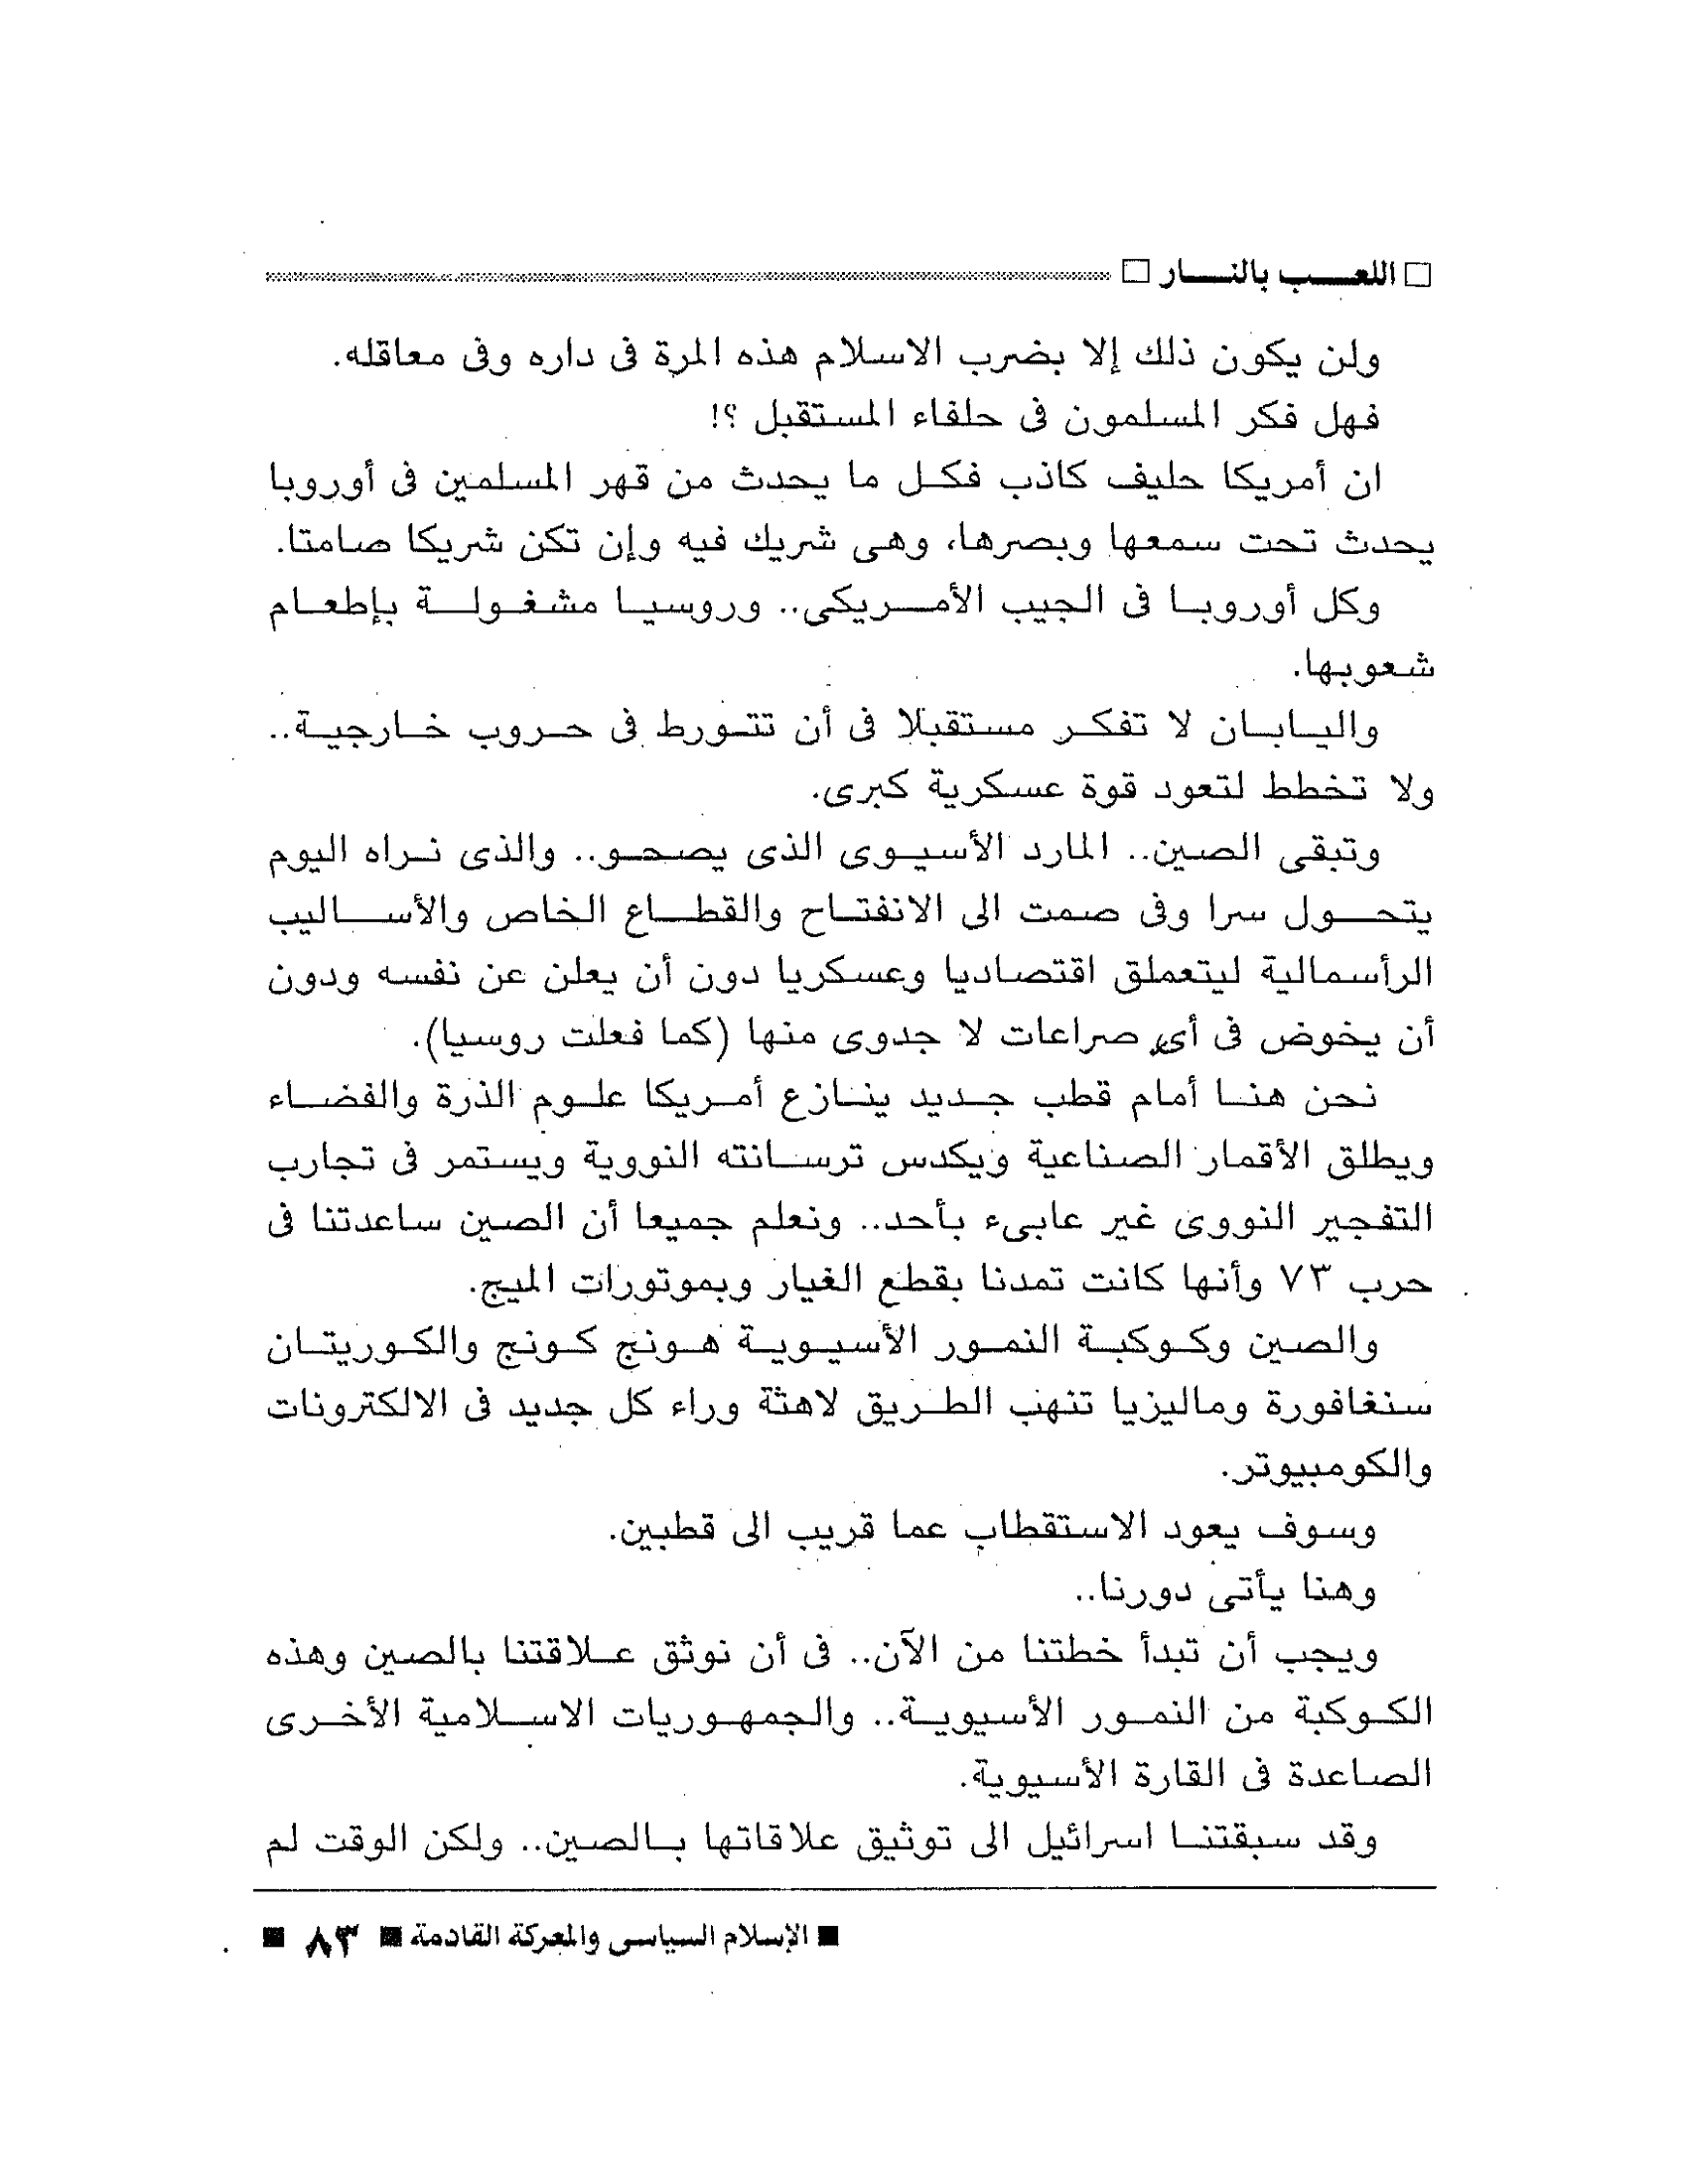 □ اللعب بالنار □
ولن يكون ذلك إلا بضرب الاسلام هذه المرة فى داره وفى معاقله.
فهل فكر المسلمون فى حلفاء المستقبل ؟!
ان أمريكا حليف كاذب فكل ما يحدث من قهر المسلمين فى أوروبا
يحدث تحت سمعها وبصرها، وهى شريك فيه وإن تكن شريكا صامتا.
وكل أوروبا فى الجيب الأمريكى.. وروسيا مشغولة بإطعام
شعوبها.
واليابان لا تفكر مستقبلا فى أن تتورط فى حروب خارجية..
ولا تخطط لتعود قوة عسكرية كبرى.
وتبقى الصين.. المارد الأسيوى الذى يصحو.. والذى نراه اليوم
يتحول سرا وفى صمت الى الانفتاح والقطاع الخاص والأساليب
الرأسمالية ليتعملق اقتصاديا وعسكريا دون أن يعلن عن نفسه ودون
أن يخوض فى أى صراعات لا جدوى منها (كما فعلت روسيا).
نحن هنا أمام قطب جديد ينازع أمريكا علوم الذرة والفضاء
ويطلق الأقمار الصناعية ويكدس ترسانته النووية ويستمر فى تجارب
التفجير النووى غير عابىء بأحد.. ونعلم جميعا أن الصين ساعدتنا فى
حرب ٧٣ وأنها كانت تمدنا بقطع الغيار وبموتورات الميج.
والصين وكوكبة النمور الأسيوية هونج كونج والكوريتان
سنغافورة وماليزيا تنهب الطريق لاهثة وراء كل جديد فى الالكترونات
والكومبيوتر.
وسوف يعود الاستقطاب عما قريب الى قطبين.
وهنا يأتى دورنا..
ويجب أن تبدأ خطتنا من الآن.. فى أن نوثق علاقتنا بالصين وهذه
الكوكبة من النمور الأسيوية.. والجمهوريات الاسلامية الأخرى
الصاعدة فى القارة الأسيوية.
وقد سبقتنا اسرائيل الى توثيق علاقاتها بالصين.. ولكن الوقت لم
■ الإسلام السياسى والمعركة القادمة ■ ٨٣ ■